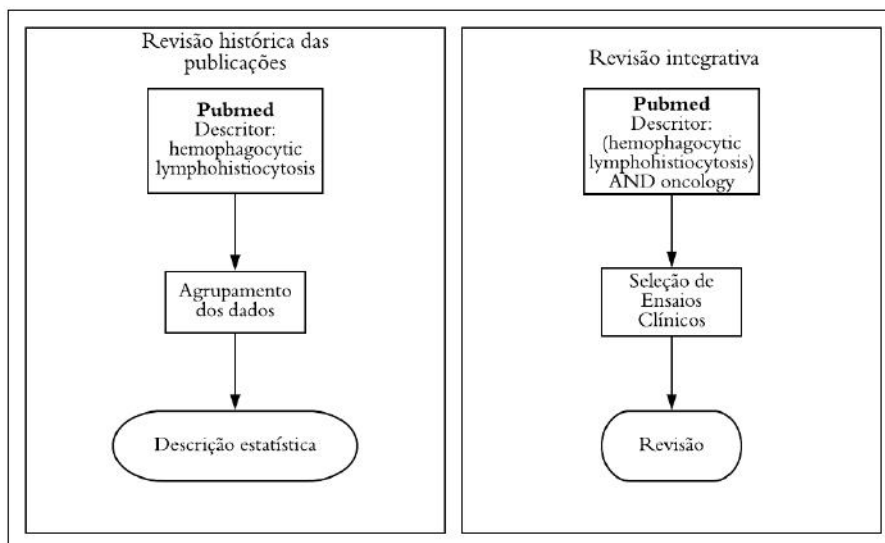 Revisão histórica das
publicações
Pubmed
Descritor:
hemophagocytic
lymphohistiocytosis
Agrupamento
dos dados
Descrição estatística
Revisão integrativa
Pubmed
Descritor:
(hemophagocytic
lymphohistiocytosis)
AND oncology
Seleção de
Ensaios
Clínicos
Revisão